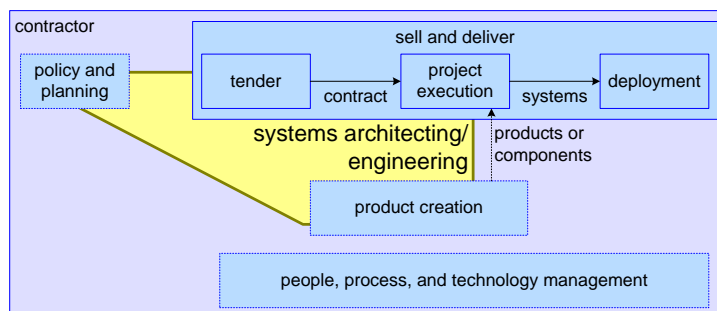 contractor
sell and deliver
policy and
planning
tender
contract
project
execution
systems
deployment
systems architecting/
engineering
products or
components
product creation
people, process, and technology management